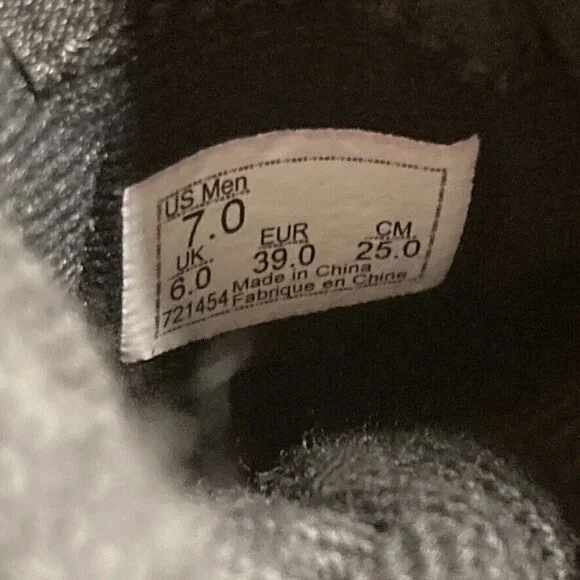 US Men
7.0
UK. EUR CM
6.0 39.0 25.0
Made in China
721454 Fabrique en Chine